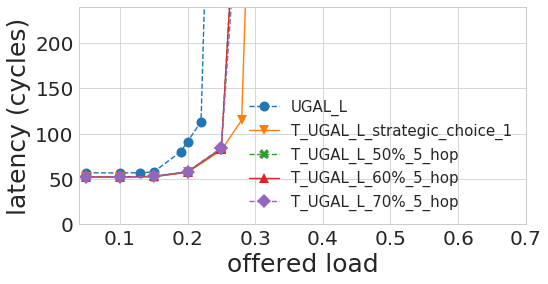 latency (cycles)
200
150
100
50
0
UGAL_L
T_UGAL_L_strategic_choice_1
T_UGAL_L_50%_5_hop
T_UGAL_L_60%_5_hop
T_UGAL_L_70%_5_hop
0.1 0.2 0.3 0.4 0.5 0.6 0.7
offered load